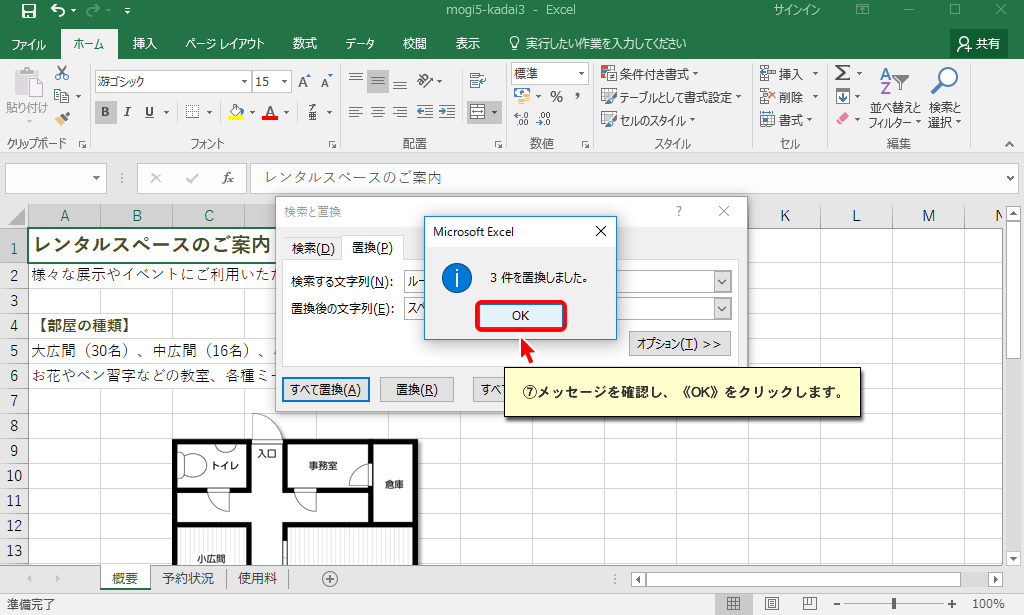 mogi5-kadai3 - Excel
サインイン
ファイル ホーム 挿入 ページ レイアウト 数式 データ 校閲 表示 実行したい作業を入力してください 共有
貼り付け
游ゴシック 15 A A
標準
B I U A
% ,
条件付き書式
テーブルとして書式設定
セルのスタイル
挿入
削除
書式
並べ替えと
フィルター
検索と
選択
クリップボード フォント 配置 数値 スタイル セル 編集
fx レンタルスペースのご案内
A B C K L M N
1 レンタルスペースのご案内
2 様々な展示やイベントにご利用いただ
3
4 【部屋の種類】
5 大広間（30名）、中広間（16名）、
6 お花やペン習字などの教室、各種ミー
7
8
9
10
11
12
13
検索と置換 ?
検索(D) 置換(P)
検索する文字列(N): ルー
置換後の文字列(E): スペ
オプション(T) >>
すべて置換(A) 置換(R) すべ
Microsoft Excel
3 件を置換しました。
OK
⑦メッセージを確認し、《OK》をクリックします。
入口
トイレ
事務室
倉庫
小広間
概要 予約状況 使用料
準備完了
100%